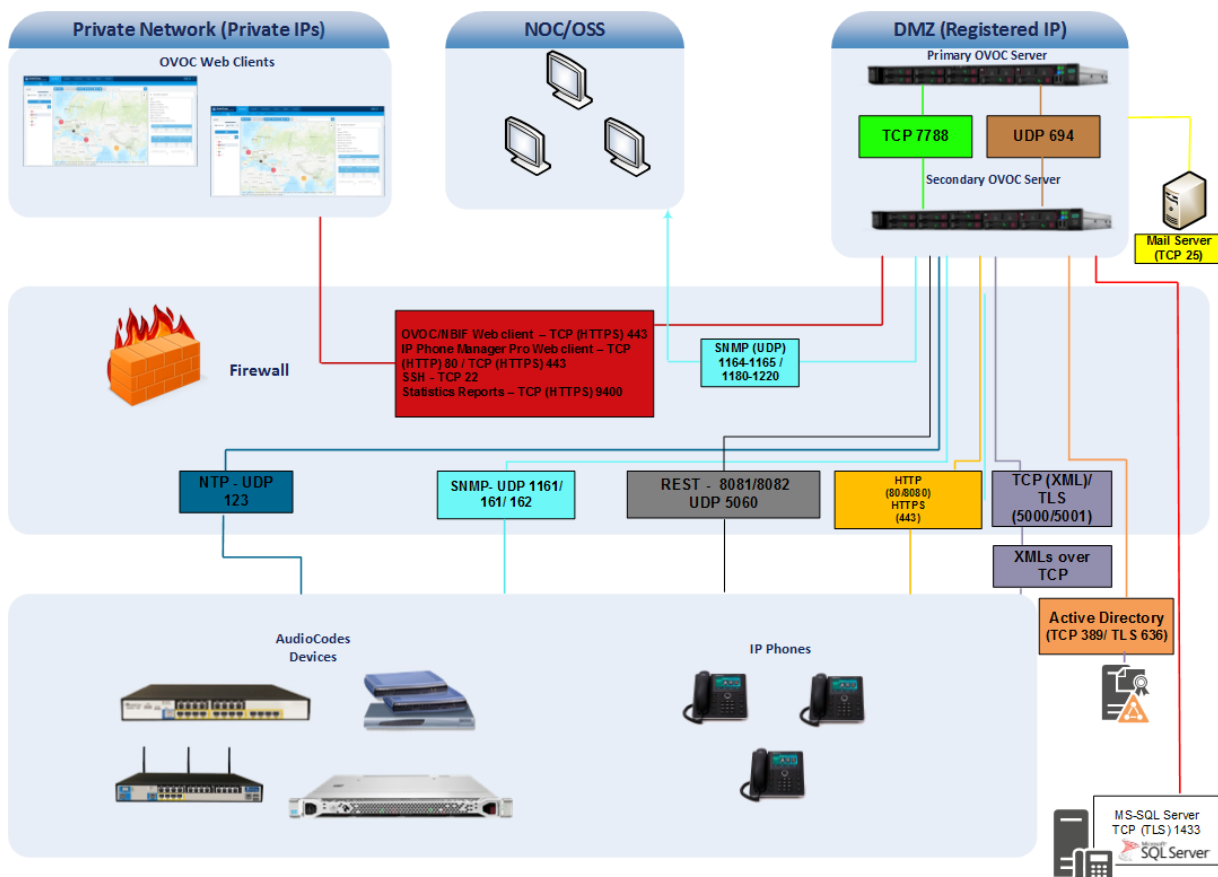 Private Network (Private IPs)
NOC/OSS
DMZ (Registered IP)
OVOC Web Clients
Primary OVOC Server
TCP 7788
UDP 694
Secondary OVOC Server
Mail Server
(TCP 25)
Firewall
OVOC/NBIF Web client – TCP (HTTPS) 443
IP Phone Manager Pro Web client – TCP
(HTTP) 80 / TCP (HTTPS) 443
SSH - TCP 22
Statistics Reports – TCP (HTTPS) 9400
SNMP (UDP)
1164-1165 /
1180-1220
NTP - UDP
123
SNMP- UDP 1161/
161/ 162
REST - 8081/8082
UDP 5060
HTTP
(80/8080)
HTTPS
(443)
TCP (XML)/
TLS
(5000/5001)
XMLs over
TCP
Active Directory
(TCP 389/ TLS 636)
AudioCodes
Devices
IP Phones
MS-SQL Server
TCP (TLS) 1433
Microsoft
SQL Server